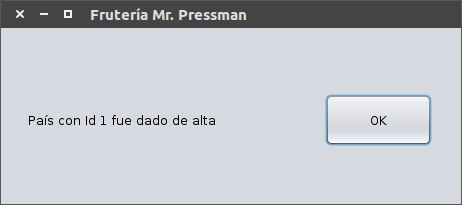 Frutería Mr. Pressman
País con Id 1 fue dado de alta
OK